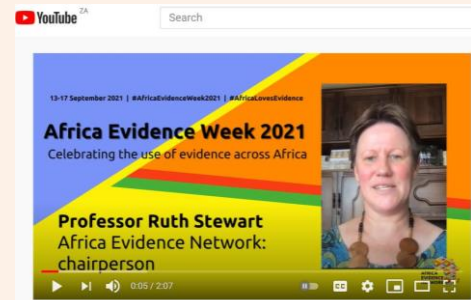 YouTube ZA
Search
13-17 September 2021 | #AfricaEvidenceWeek2021 | #AfricaLovesEvidence
Africa Evidence Week 2021
Celebrating the use of evidence across Africa
Professor Ruth Stewart
Africa Evidence Network:
chairperson
0:05 / 2:07
CC
AFRICA
EVIDENCE